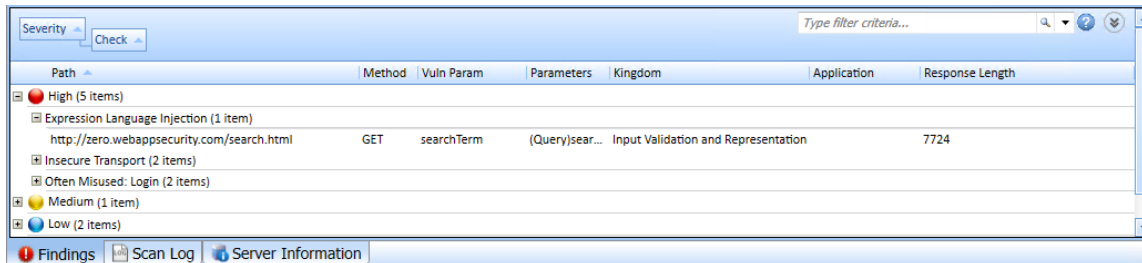 Severity
Check
Type filter criteria...
Path Method Vuln Param Parameters Kingdom Application Response Length
High (5 items)
Expression Language Injection (1 item)
http://zero.webappsecurity.com/search.html GET searchTerm (Query)sear... Input Validation and Representation 7724
Insecure Transport (2 items)
Often Misused: Login (2 items)
Medium (1 item)
Low (2 items)
Findings Scan Log Server Information